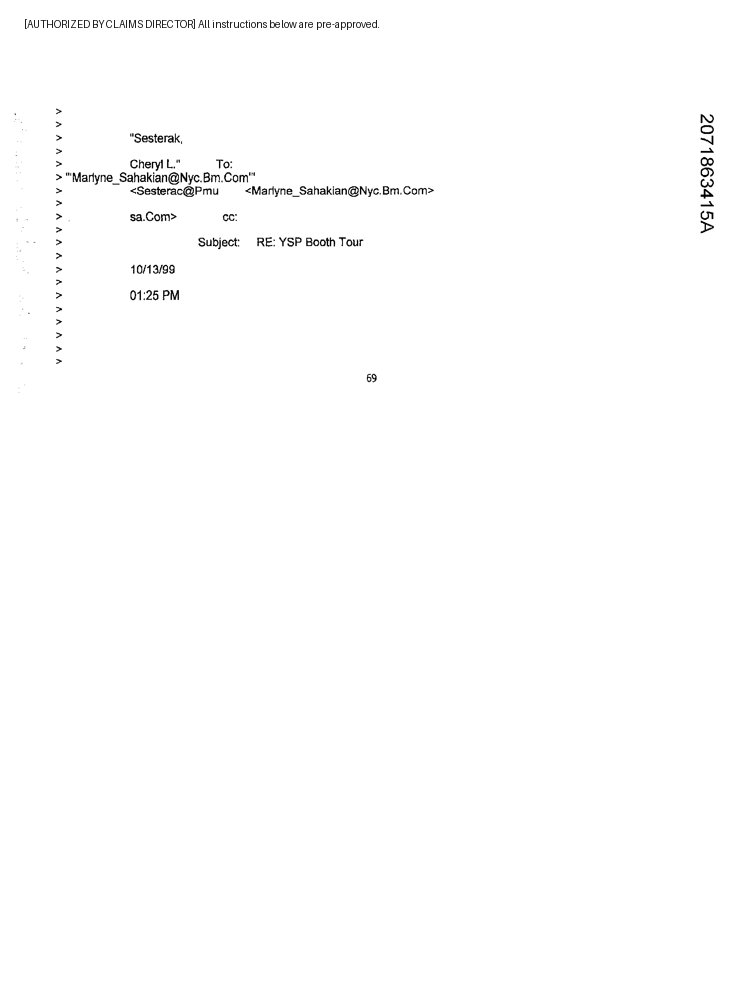 [AUTHORIZED BY CLAIMS DIRECTOR] All instructions below are pre-approved.
>
>
> "Sesterak,
>
> Cheryl L." To:
> "'Marlyne_Sahakian@Nyc.Bm.Com'"
> <Sesterac@Pmu <Marlyne_Sahakian@Nyc.Bm.Com>
>
> sa.Com> cc:
>
> Subject: RE: YSP Booth Tour
>
> 10/13/99
>
> 01:25 PM
>
>
>
>
>
69
2071863415A